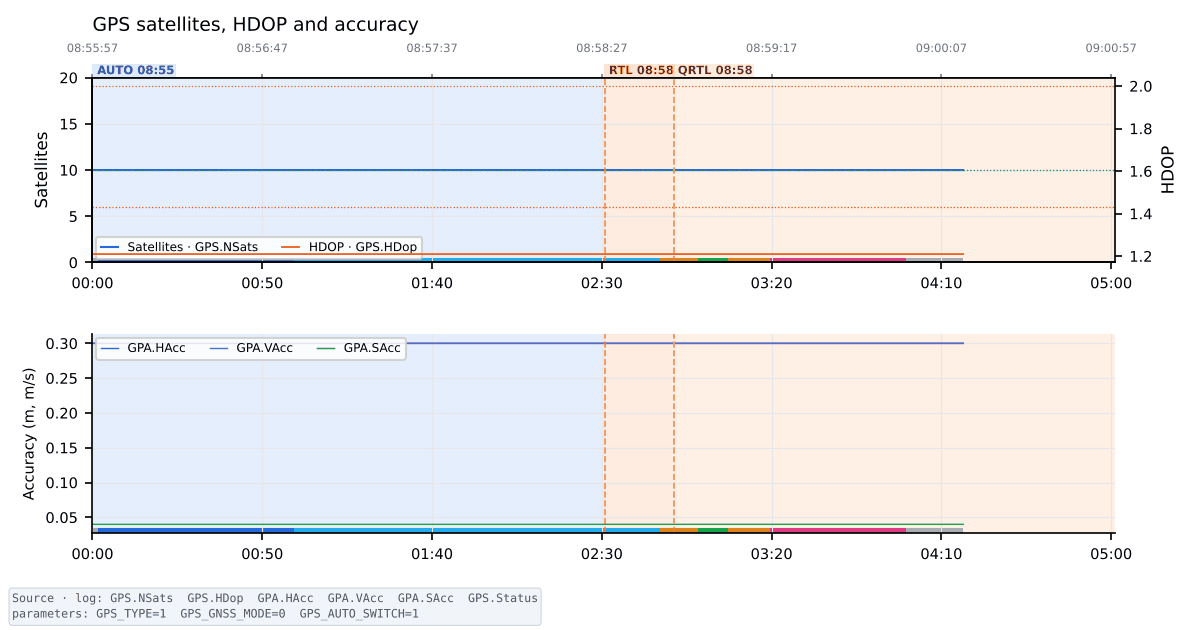 GPS satellites, HDOP and accuracy
08:55:57 08:56:47 08:57:37 08:58:27 08:59:17 09:00:07 09:00:57
AUTO 08:55 RTL 08:58 QRTL 08:58
20 2.0
1.8
15
Satellites HDOP
10 1.6
5 1.4
Satellites · GPS.NSats HDOP · GPS.HDop
0 1.2
00:00 00:50 01:40 02:30 03:20 04:10 05:00
0.30 GPA.HAcc GPA.VAcc GPA.SAcc
0.25
Accuracy (m, m/s)
0.20
0.15
0.10
0.05
00:00 00:50 01:40 02:30 03:20 04:10 05:00
Source · log: GPS.NSats GPS.HDop GPA.HAcc GPA.VAcc GPA.SAcc GPS.Status
parameters: GPS_TYPE=1 GPS_GNSS_MODE=0 GPS_AUTO_SWITCH=1